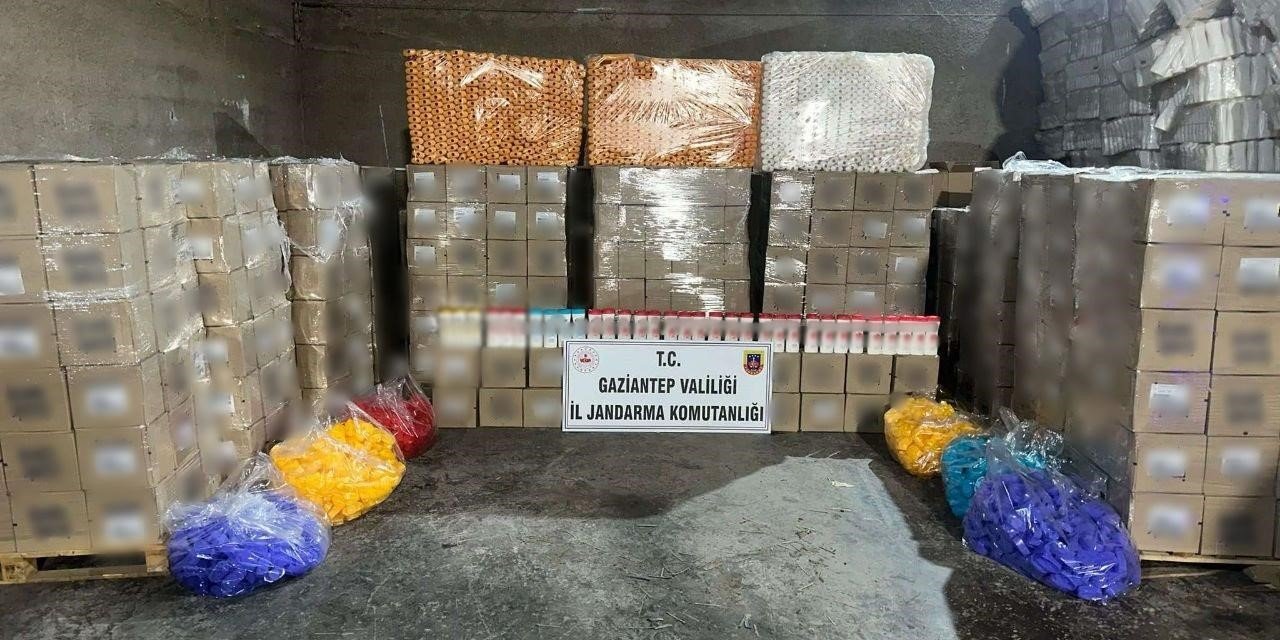 T.C.
GAZİANTEP VALİLİĞİ
İL JANDARMA KOMUTANLIĞI